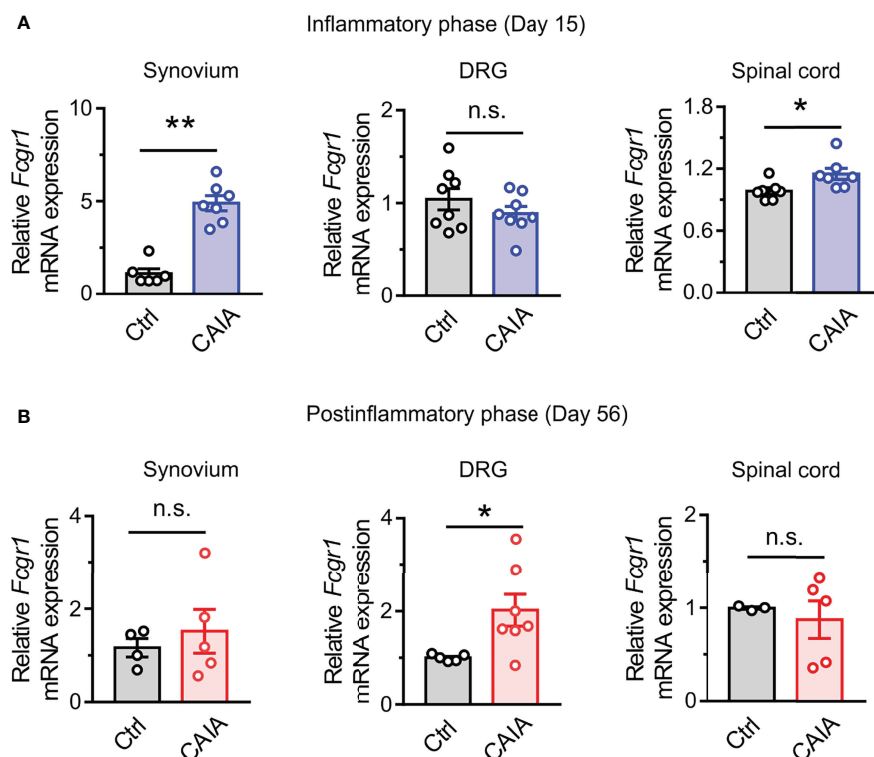 A
Inflammatory phase (Day 15)
Synovium
Relative Fcgr1
mRNA expression
10
5
0
**
Ctrl
CAIA
DRG
Relative Fcgr1
mRNA expression
2
1
0
n.s.
Ctrl
CAIA
Spinal cord
Relative Fcgr1
mRNA expression
1.8
1.2
0.6
0.0
*
Ctrl
CAIA
B
Postinflammatory phase (Day 56)
Synovium
Relative Fcgr1
mRNA expression
4
2
0
n.s.
Ctrl
CAIA
DRG
Relative Fcgr1
mRNA expression
4
2
0
*
Ctrl
CAIA
Spinal cord
Relative Fcgr1
mRNA expression
2
1
0
n.s.
Ctrl
CAIA